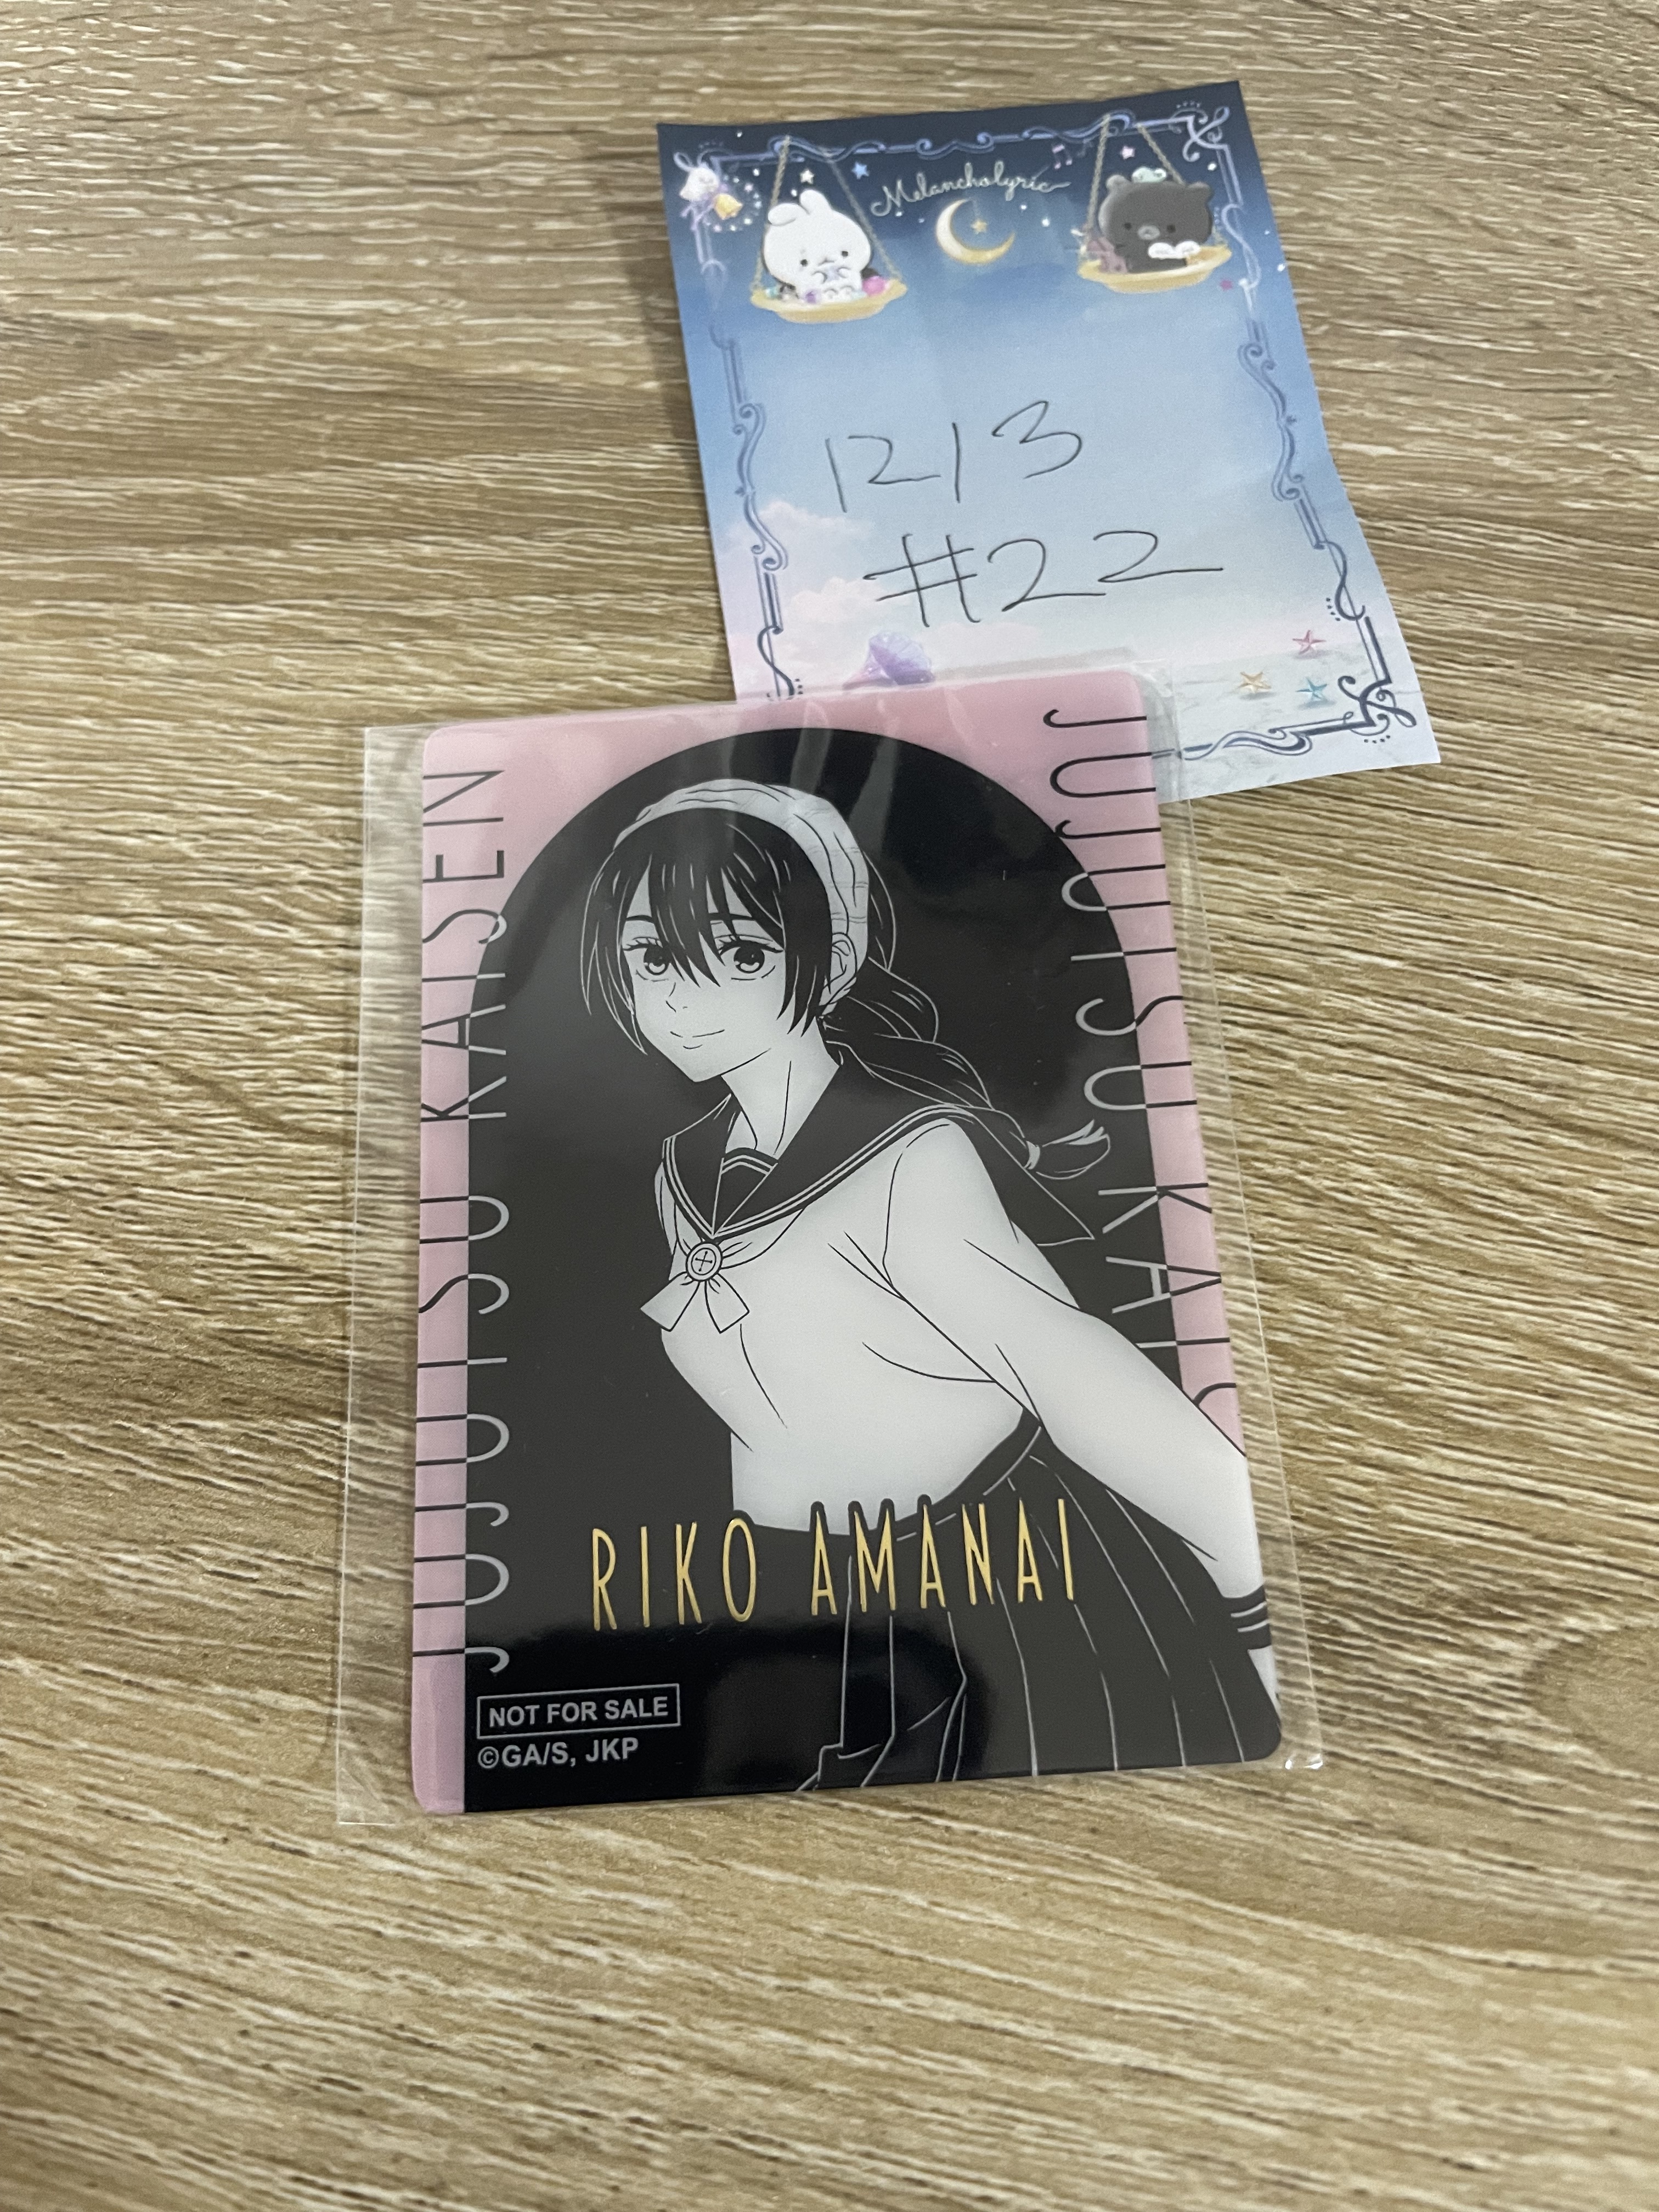 Melancholyric
1213
#22
JUJUTSU KAISEN
JUJUTSU KAIS
RIKO AMANAI
NOT FOR SALE
©GA/S, JKP